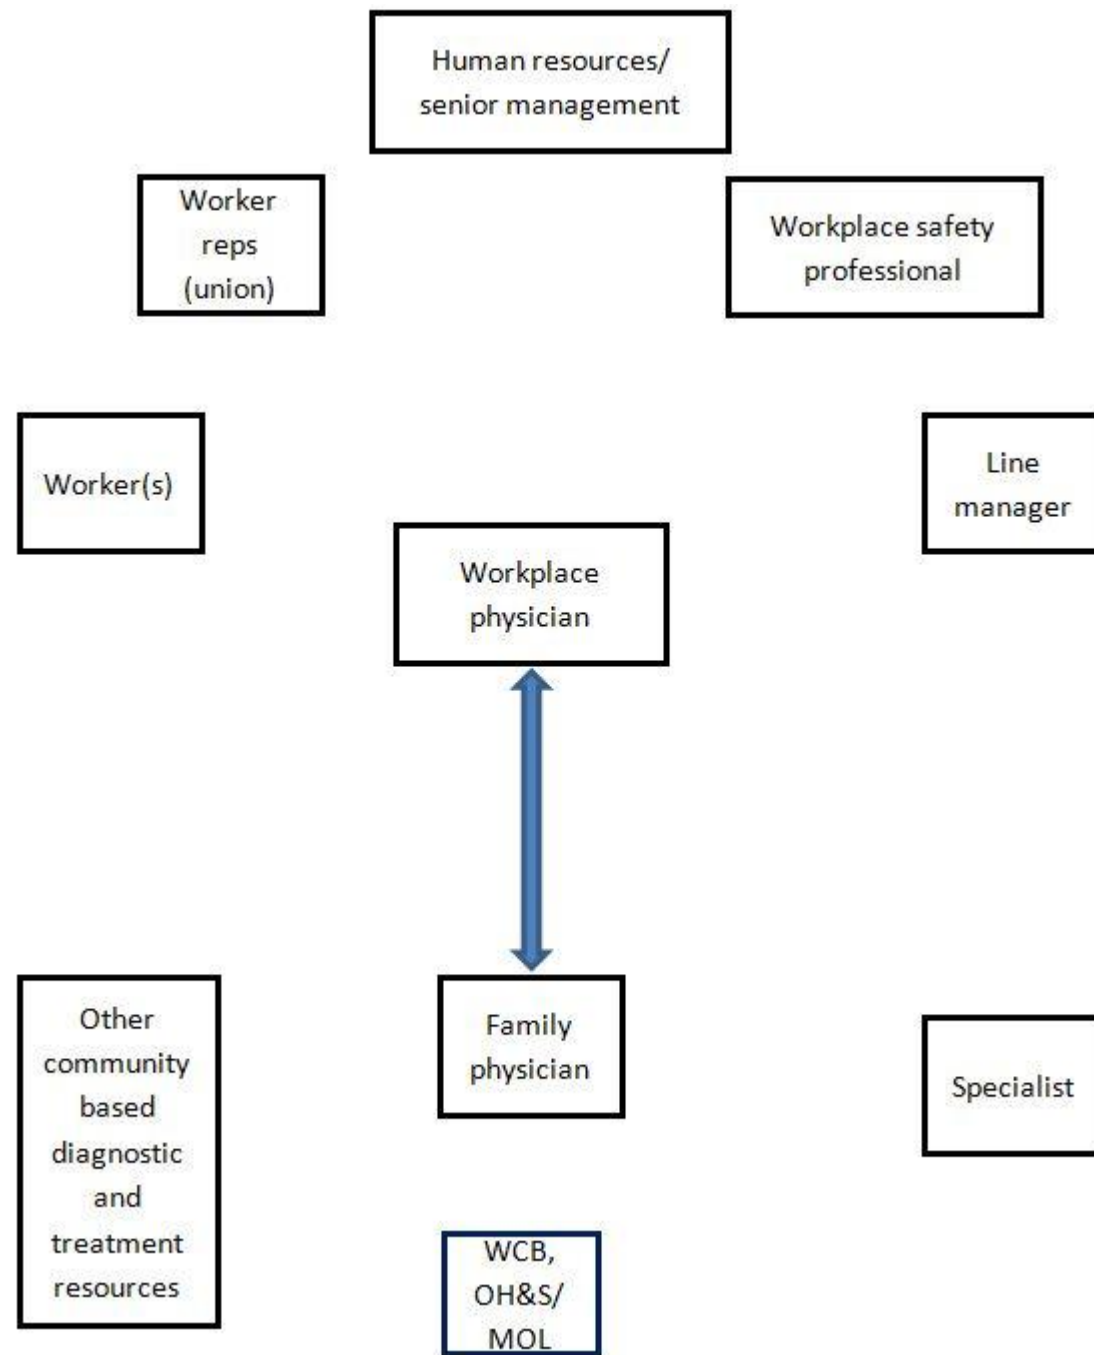 Human resources/
senior management
Worker
reps
(union)
Workplace safety
professional
Worker(s)
Line
manager
Workplace
physician
Other
community
based
diagnostic
and
treatment
resources
Family
physician
Specialist
WCB,
OH&S/
MOL